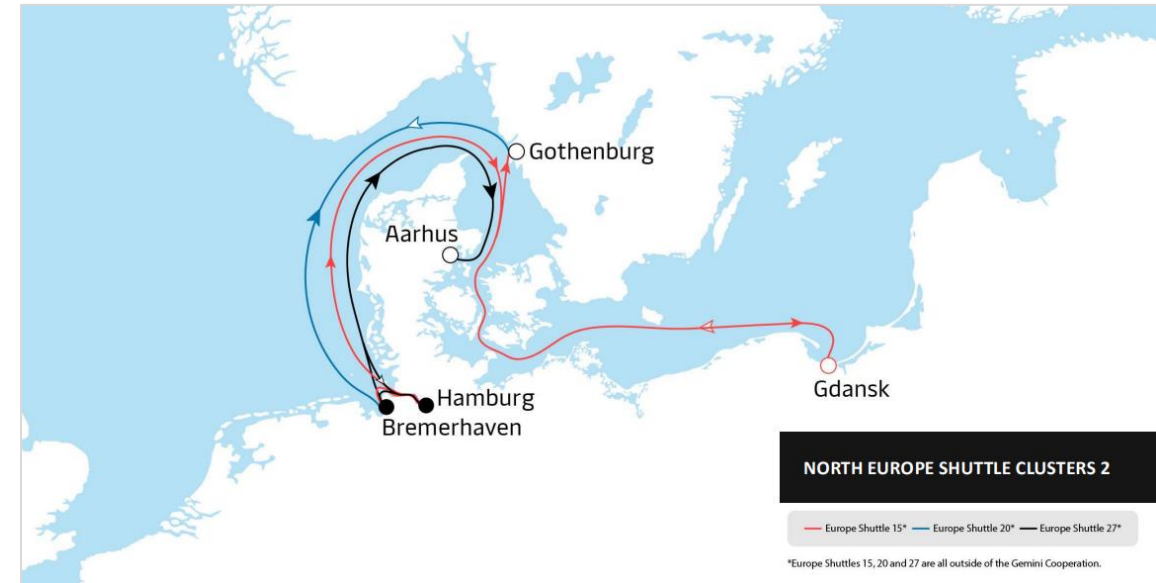 Gothenburg
Aarhus
Hamburg
Bremerhaven
Gdansk
NORTH EUROPE SHUTTLE CLUSTERS 2
Europe Shuttle 15* Europe Shuttle 20* Europe Shuttle 27*
*Europe Shuttles 15, 20 and 27 are all outside of the Gemini Cooperation.